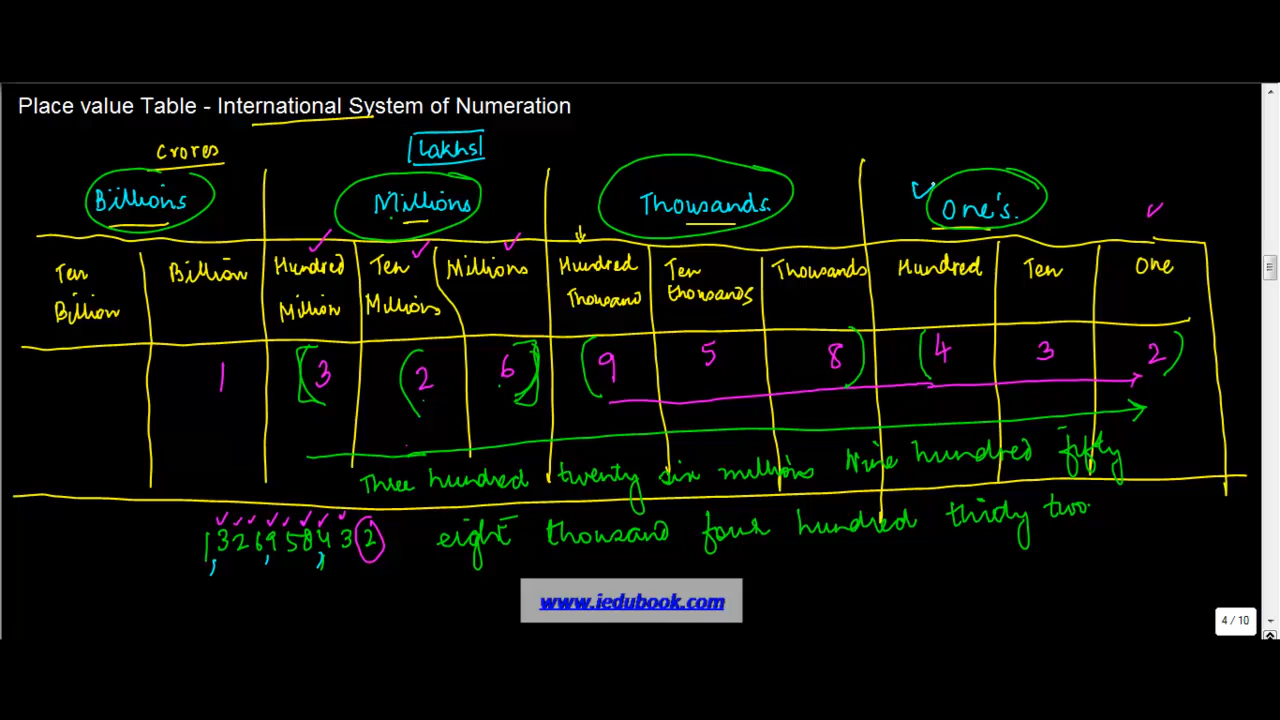 Place value Table - International System of Numeration
Crores Lakhs
Billions Millions Thousands. One's.
Ten Billion Hundred Ten Millions Hundred Ten Thousands Hundred Ten One
Billion Million Millions Thousand thousands
1 3 2 6 9 5 8 4 3 2
Three hundred twenty six millions Nine hundred fifty
1,326,958,432 eight thousand four hundred thirdy two
www.iedubook.com
4 / 10